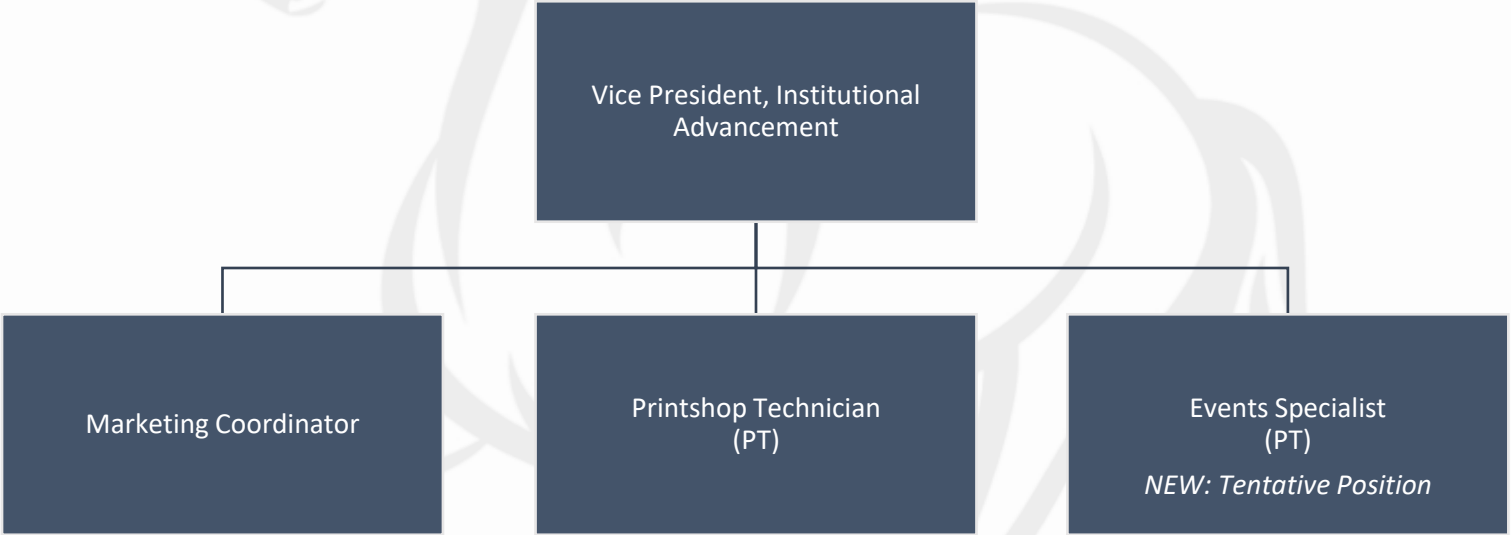 Vice President, Institutional
Advancement
Marketing Coordinator
Printshop Technician
(PT)
Events Specialist
(PT)
NEW: Tentative Position